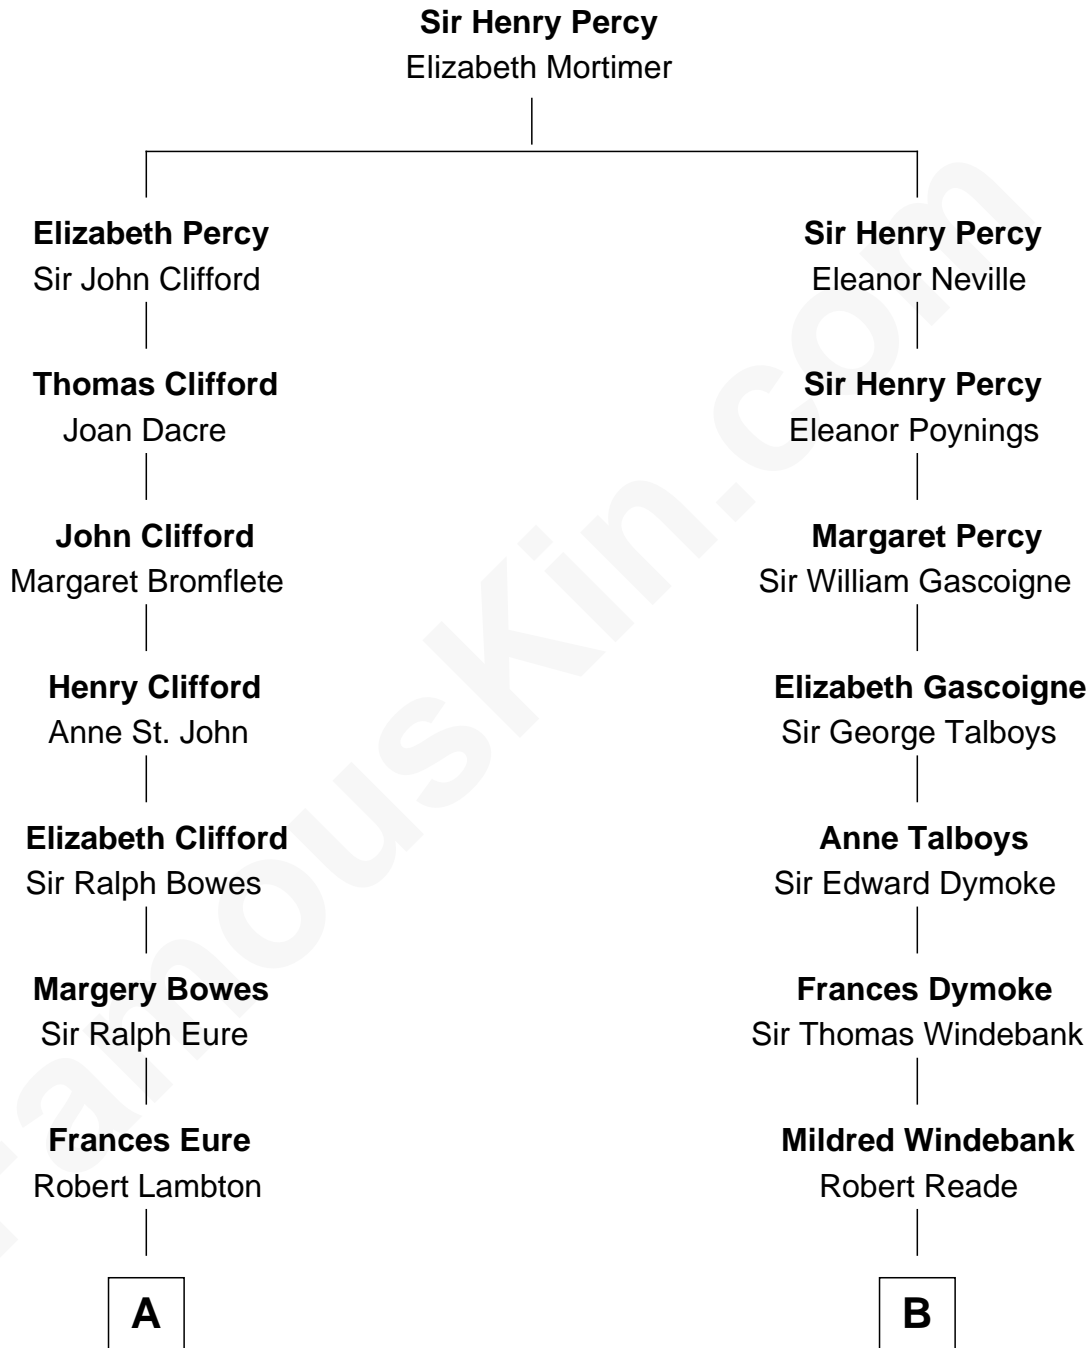 Sir Henry Percy
Elizabeth Mortimer
Elizabeth Percy
Sir John Clifford
Sir Henry Percy
Eleanor Neville
Thomas Clifford
Joan Dacre
Sir Henry Percy
Eleanor Poynings
John Clifford
Margaret Bromflete
Margaret Percy
Sir William Gascoigne
Henry Clifford
Anne St. John
Elizabeth Gascoigne
Sir George Talboys
Elizabeth Clifford
Sir Ralph Bowes
Anne Talboys
Sir Edward Dymoke
Margery Bowes
Sir Ralph Eure
Frances Dymoke
Sir Thomas Windebank
Frances Eure
Robert Lambton
Mildred Windebank
Robert Reade
A
B
FamousKin.com